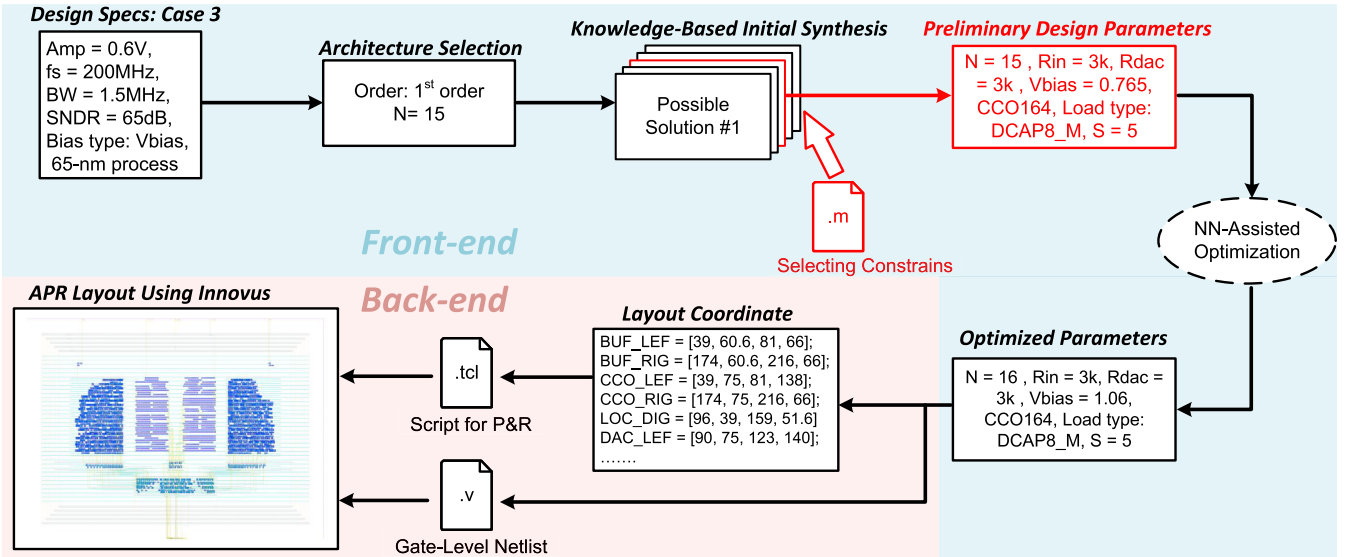 Design Specs: Case 3
Amp = 0.6V,
fs = 200MHz,
BW = 1.5MHz,
SNDR = 65dB,
Bias type: Vbias,
65-nm process
Architecture Selection
Order: 1st order
N= 15
Knowledge-Based Initial Synthesis
Possible
Solution #1
.m
Selecting Constrains
Preliminary Design Parameters
N = 15 , Rin = 3k, Rdac
= 3k , Vbias = 0.765,
CCO164, Load type:
DCAP8_M, S = 5
NN-Assisted
Optimization
Front-end
Back-end
Optimized Parameters
N = 16 , Rin = 3k, Rdac =
3k , Vbias = 1.06,
CCO164, Load type:
DCAP8_M, S = 5
Layout Coordinate
BUF_LEF = [39, 60.6, 81, 66];
BUF_RIG = [174, 60.6, 216, 66];
CCO_LEF = [39, 75, 81, 138];
CCO_RIG = [174, 75, 216, 66];
LOC_DIG = [96, 39, 159, 51.6]
DAC_LEF = [90, 75, 123, 140];
.......
.tcl
Script for P&R
.v
Gate-Level Netlist
APR Layout Using Innovus